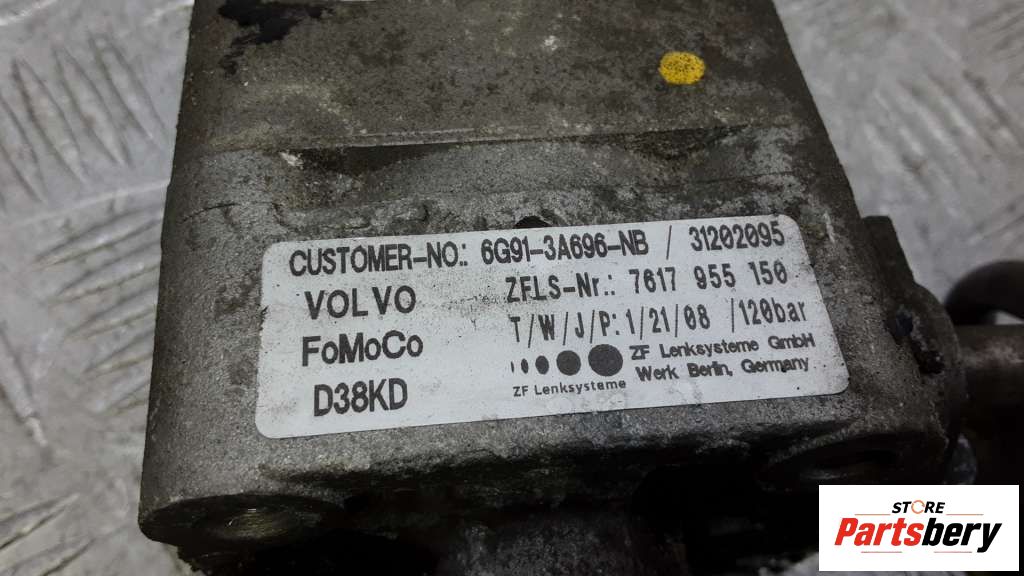 CUSTOMER-NO.: 6G91-3A696-NB / 31202095
VOLVO
ZFLS-Nr.: 7617 955 150
FoMoCo
T/W/J/P: 1/21/08 /120bar
D38KD
ZF Lenksysteme
ZF Lenksysteme GmbH
Werk Berlin, Germany
STORE
Partsbery